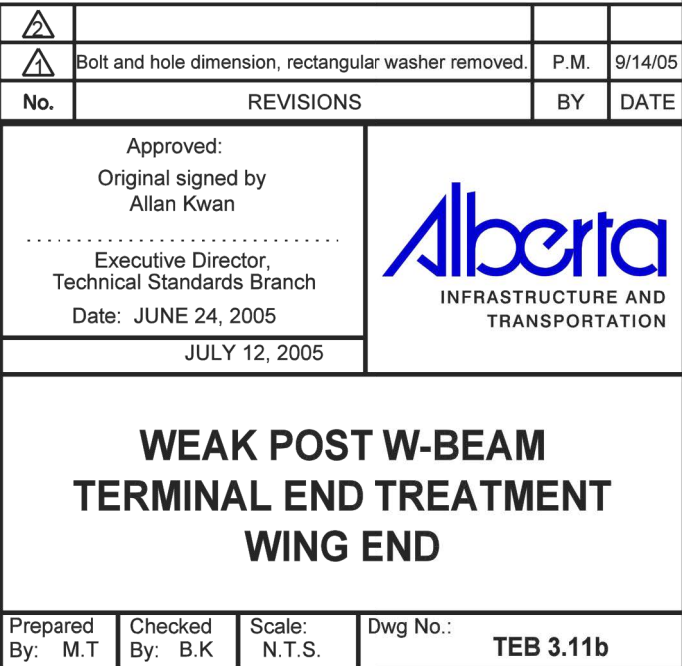 2
1 Bolt and hole dimension, rectangular washer removed. P.M. 9/14/05
No. REVISIONS BY DATE
Approved:
Original signed by
Allan Kwan
Executive Director,
Technical Standards Branch
Date: JUNE 24, 2005
JULY 12, 2005
Alberta
INFRASTRUCTURE AND
TRANSPORTATION
WEAK POST W-BEAM
TERMINAL END TREATMENT
WING END
Prepared
By: M.T
Checked
By: B.K
Scale:
N.T.S.
Dwg No.:
TEB 3.11b